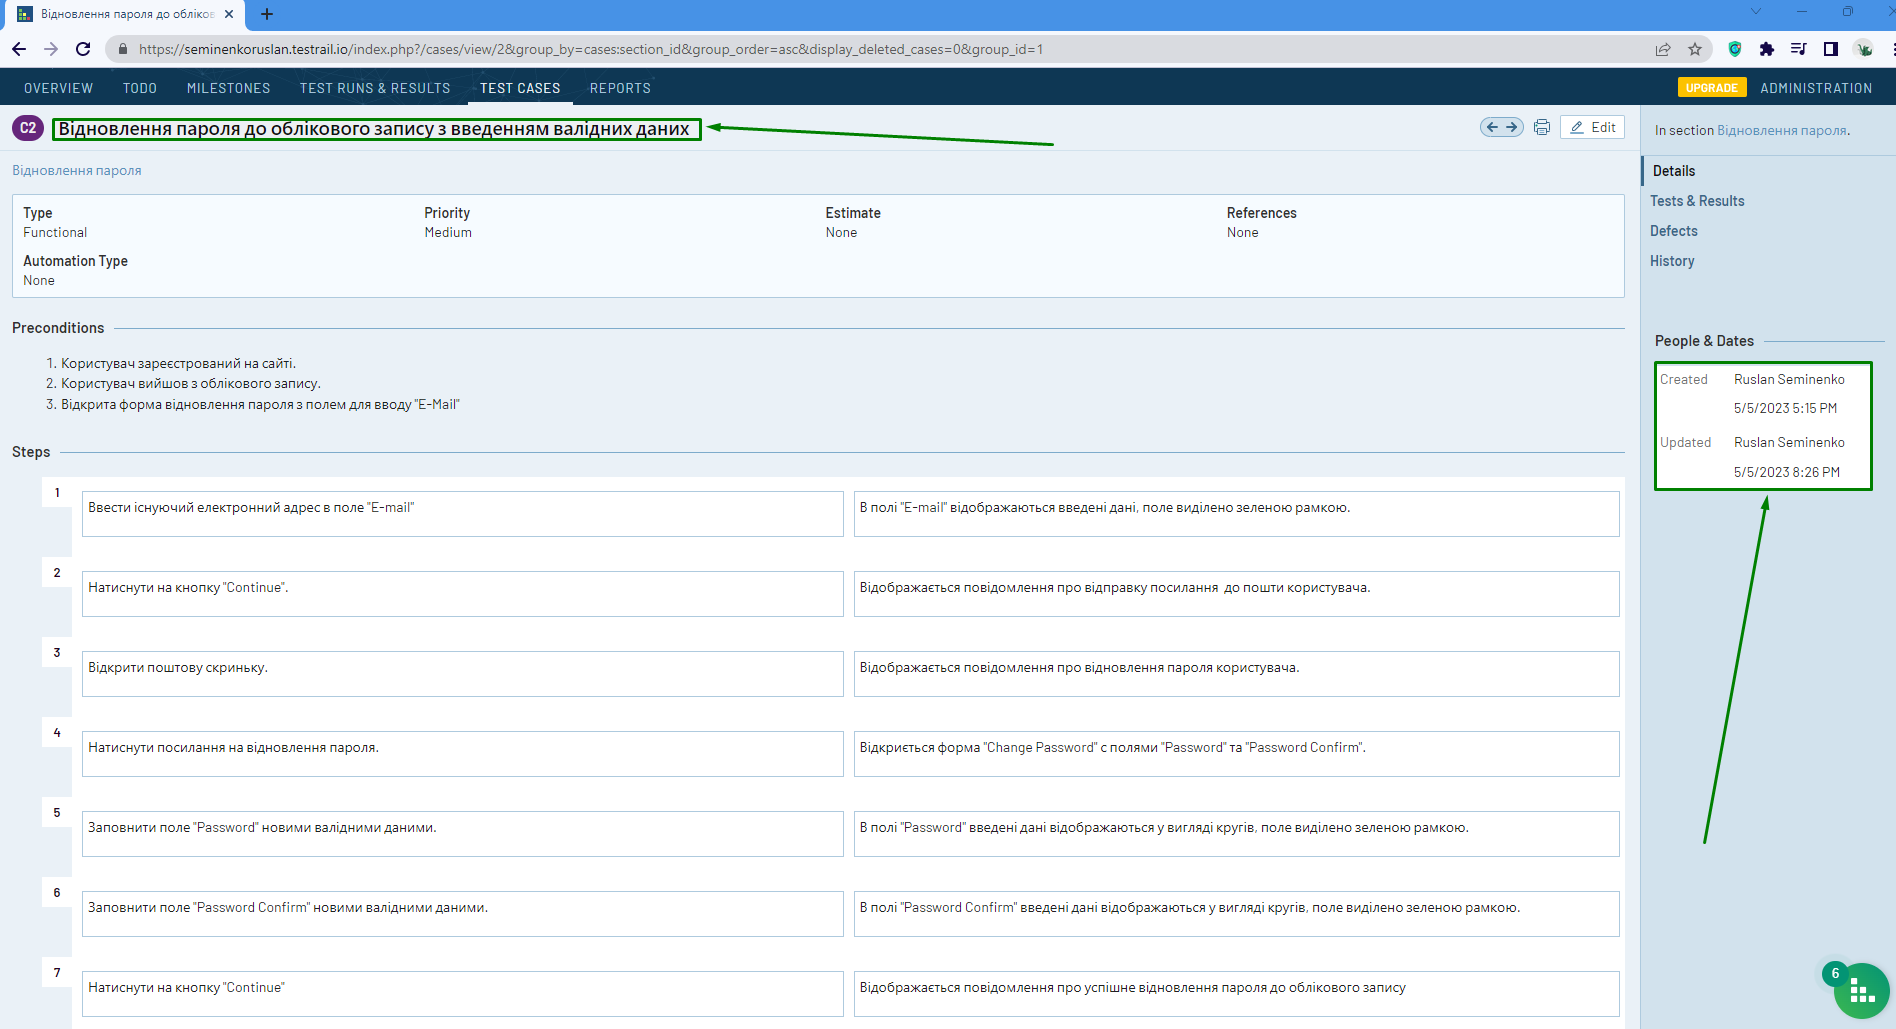 Відновлення пароля до обліков
https://seminenkoruslan.testrail.io/index.php?/cases/view/2&group_by=cases:section_id&group_order=asc&display_deleted_cases=0&group_id=1
OVERVIEW TODO MILESTONES TEST RUNS & RESULTS TEST CASES REPORTS UPGRADE ADMINISTRATION
C2 Відновлення пароля до облікового запису з введенням валідних даних Edit
In section Відновлення пароля.
Відновлення пароля
Type Priority Estimate References
Functional Medium None None
Automation Type
None
Details
Tests & Results
Defects
History
Preconditions
1. Користувач зареєстрований на сайті.
2. Користувач вийшов з облікового запису.
3. Відкрита форма відновлення пароля з полем для вводу "E-Mail"
People & Dates
Created Ruslan Seminenko
5/5/2023 5:15 PM
Updated Ruslan Seminenko
5/5/2023 8:26 PM
Steps
1 Ввести існуючий електронний адрес в поле "E-mail" В полі "E-mail" відображаються введені дані, поле виділено зеленою рамкою.
2 Натиснути на кнопку "Continue". Відображається повідомлення про відправку посилання  до пошти користувача.
3 Відкрити поштову скриньку. Відображається повідомлення про відновлення пароля користувача.
4 Натиснути посилання на відновлення пароля. Відкриється форма "Change Password" с полями "Password" та "Password Confirm".
5 Заповнити поле "Password" новими валідними даними. В полі "Password" введені дані відображаються у вигляді кругів, поле виділено зеленою рамкою.
6 Заповнити поле "Password Confirm" новими валідними даними. В полі "Password Confirm" введені дані відображаються у вигляді кругів, поле виділено зеленою рамкою.
7 Натиснути на кнопку "Continue" Відображається повідомлення про успішне відновлення пароля до облікового запису
6